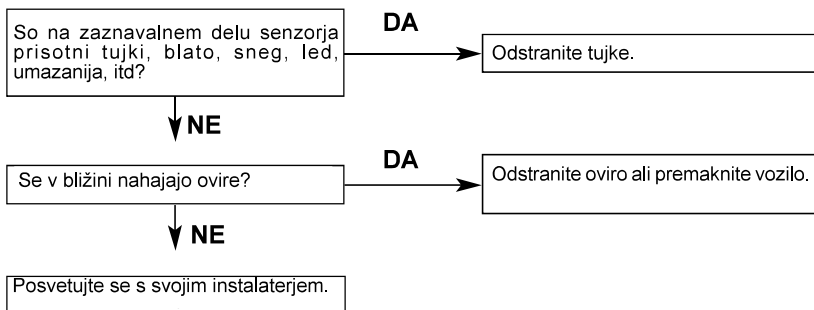 So na zaznavalnem delu senzorja
prisotni tujki, blato, sneg, led,
umazanija, itd?
DA
Odstranite tujke.
NE
Se v bližini nahajajo ovire?
DA
Odstranite oviro ali premaknite vozilo.
NE
Posvetujte se s svojim instalaterjem.